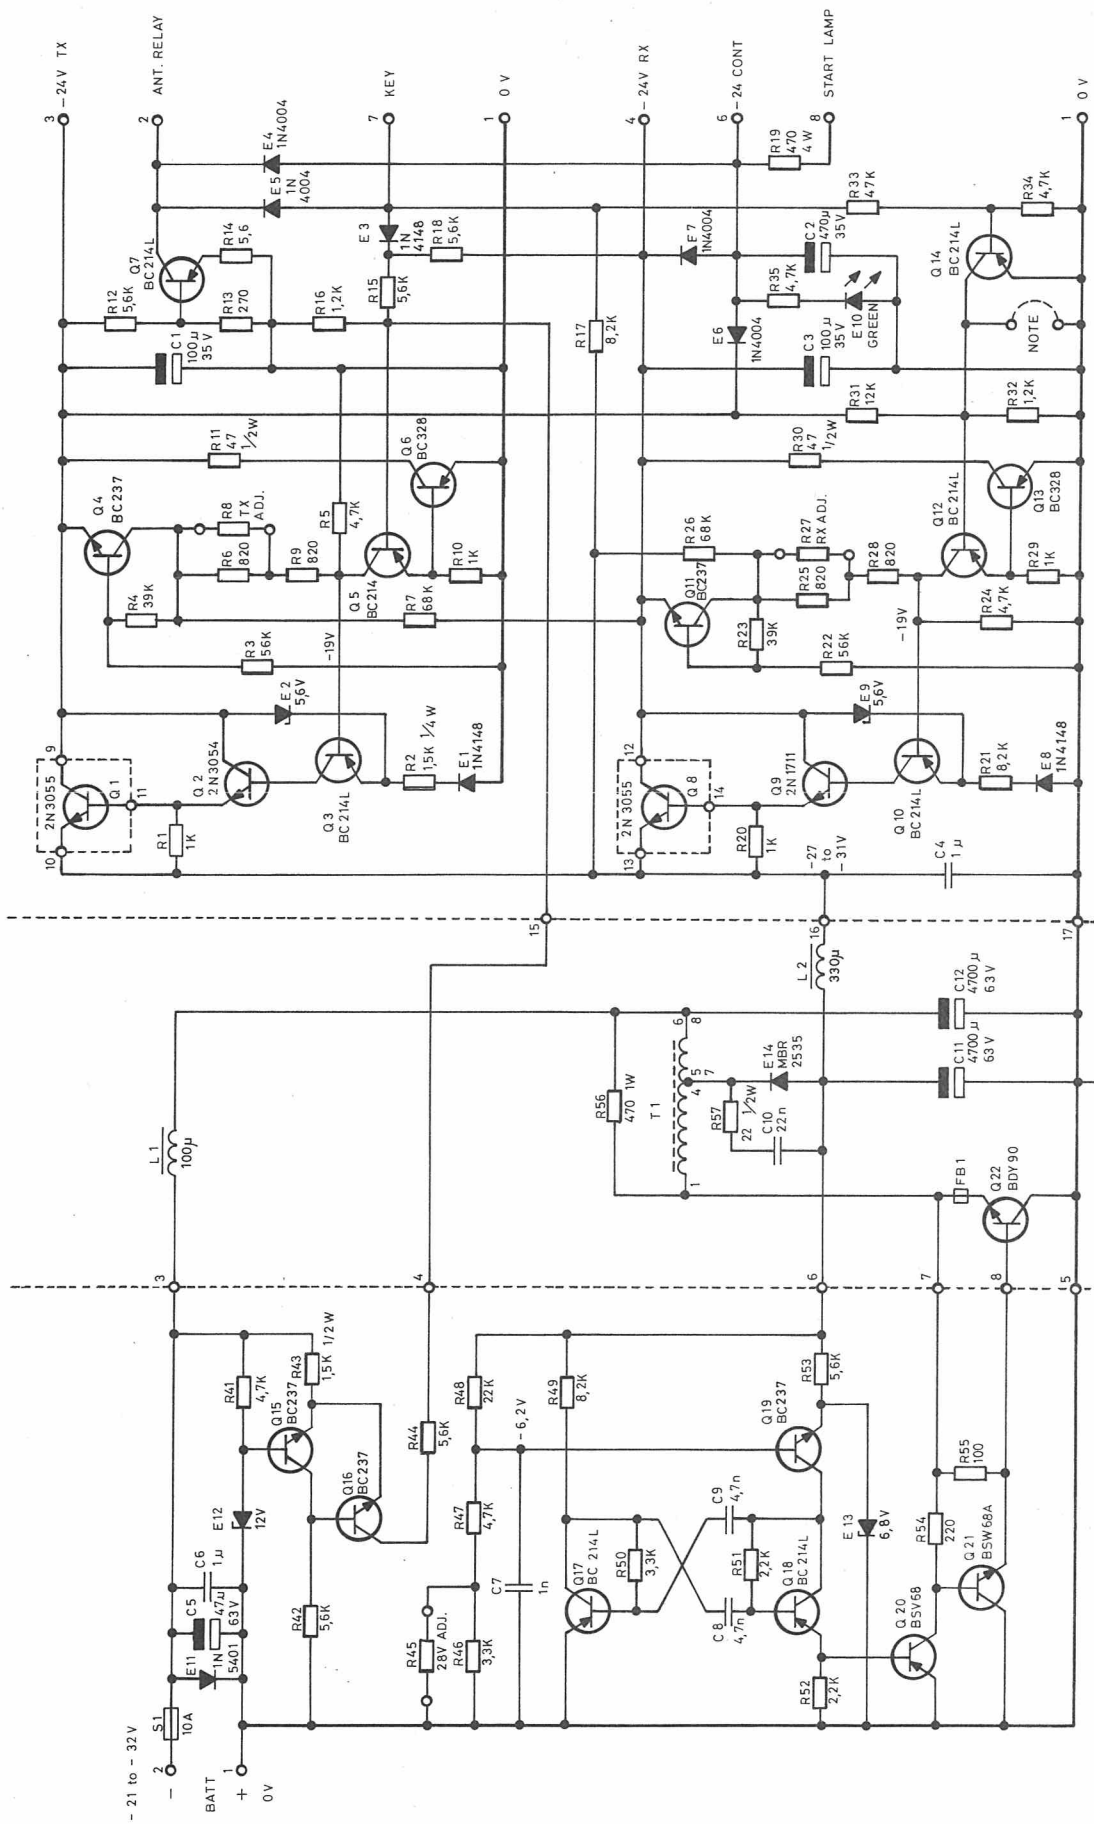 - 21 to - 32V
2
S1
10A
–
BATT
+
1
0V
E11
1N
5401
C5
47µ
63V
C6
1µ
E12
12V
R41
4,7K
Q15
BC237
R43
1,5K 1/2W
R42
5,6K
Q16
BC237
R44
5,6K
R45
28V ADJ.
R46
3,3K
R47
4,7K
R48
22K
C7
1n
-6,2V
R49
8,2K
Q17
BC 214L
R50
3,3K
C8
4,7n
C9
4,7n
R51
2,2K
Q18
BC 214L
Q19
BC237
R52
2,2K
R53
5,6K
E13
6,8V
Q20
BSV68
R54
220
R55
100
Q21
BSW68A
3
4
6
7
8
5
L1
100µ
R56
470 1W
T1
1
4
5
7
6
8
R57
22 1/2W
C10
22n
E14
MBR
2535
FB1
Q22
BDY90
C11
4700µ
63V
C12
4700µ
63V
L2
330µ
15
16
17
-27
to
-31V
C4
1µ
10
2N3055
Q1
9
11
R1
1K
Q2
2N3054
E2
5,6V
Q3
BC 214L
R2
1,5K 1/4W
E1
1N4148
R3
56K
R4
39K
Q4
BC237
R6
820
R8
TX
ADJ.
R9
820
-19V
Q5
BC214
R7
68K
R5
4,7K
R10
1K
R11
47
1/2W
Q6
BC328
C1
100µ
35V
R12
5,6K
R13
270
Q7
BC214L
R14
5,6
R16
1,2K
R15
5,6K
E3
1N
4148
R18
5,6K
E5
1N
4004
E4
1N4004
R17
8,2K
3
-24V TX
2
ANT. RELAY
7
KEY
1
0V
13
2N3055
Q8
12
14
R20
1K
Q9
2N1711
E9
5,6V
Q10
BC214L
R21
8,2K
E8
1N4148
R22
56K
R23
39K
Q11
BC237
R26
68K
R25
820
R27
RX ADJ.
R28
820
-19V
R24
4,7K
Q12
BC 214L
R29
1K
R30
47
1/2W
Q13
BC328
R31
12K
R32
1,2K
C3
100µ
35V
E6
1N4004
R35
4,7K
E10
GREEN
C2
470µ
35V
E7
1N4004
NOTE
Q14
BC214L
R33
47K
R34
4,7K
R19
470
4W
4
-24V RX
6
-24 CONT
8
START LAMP
1
0V